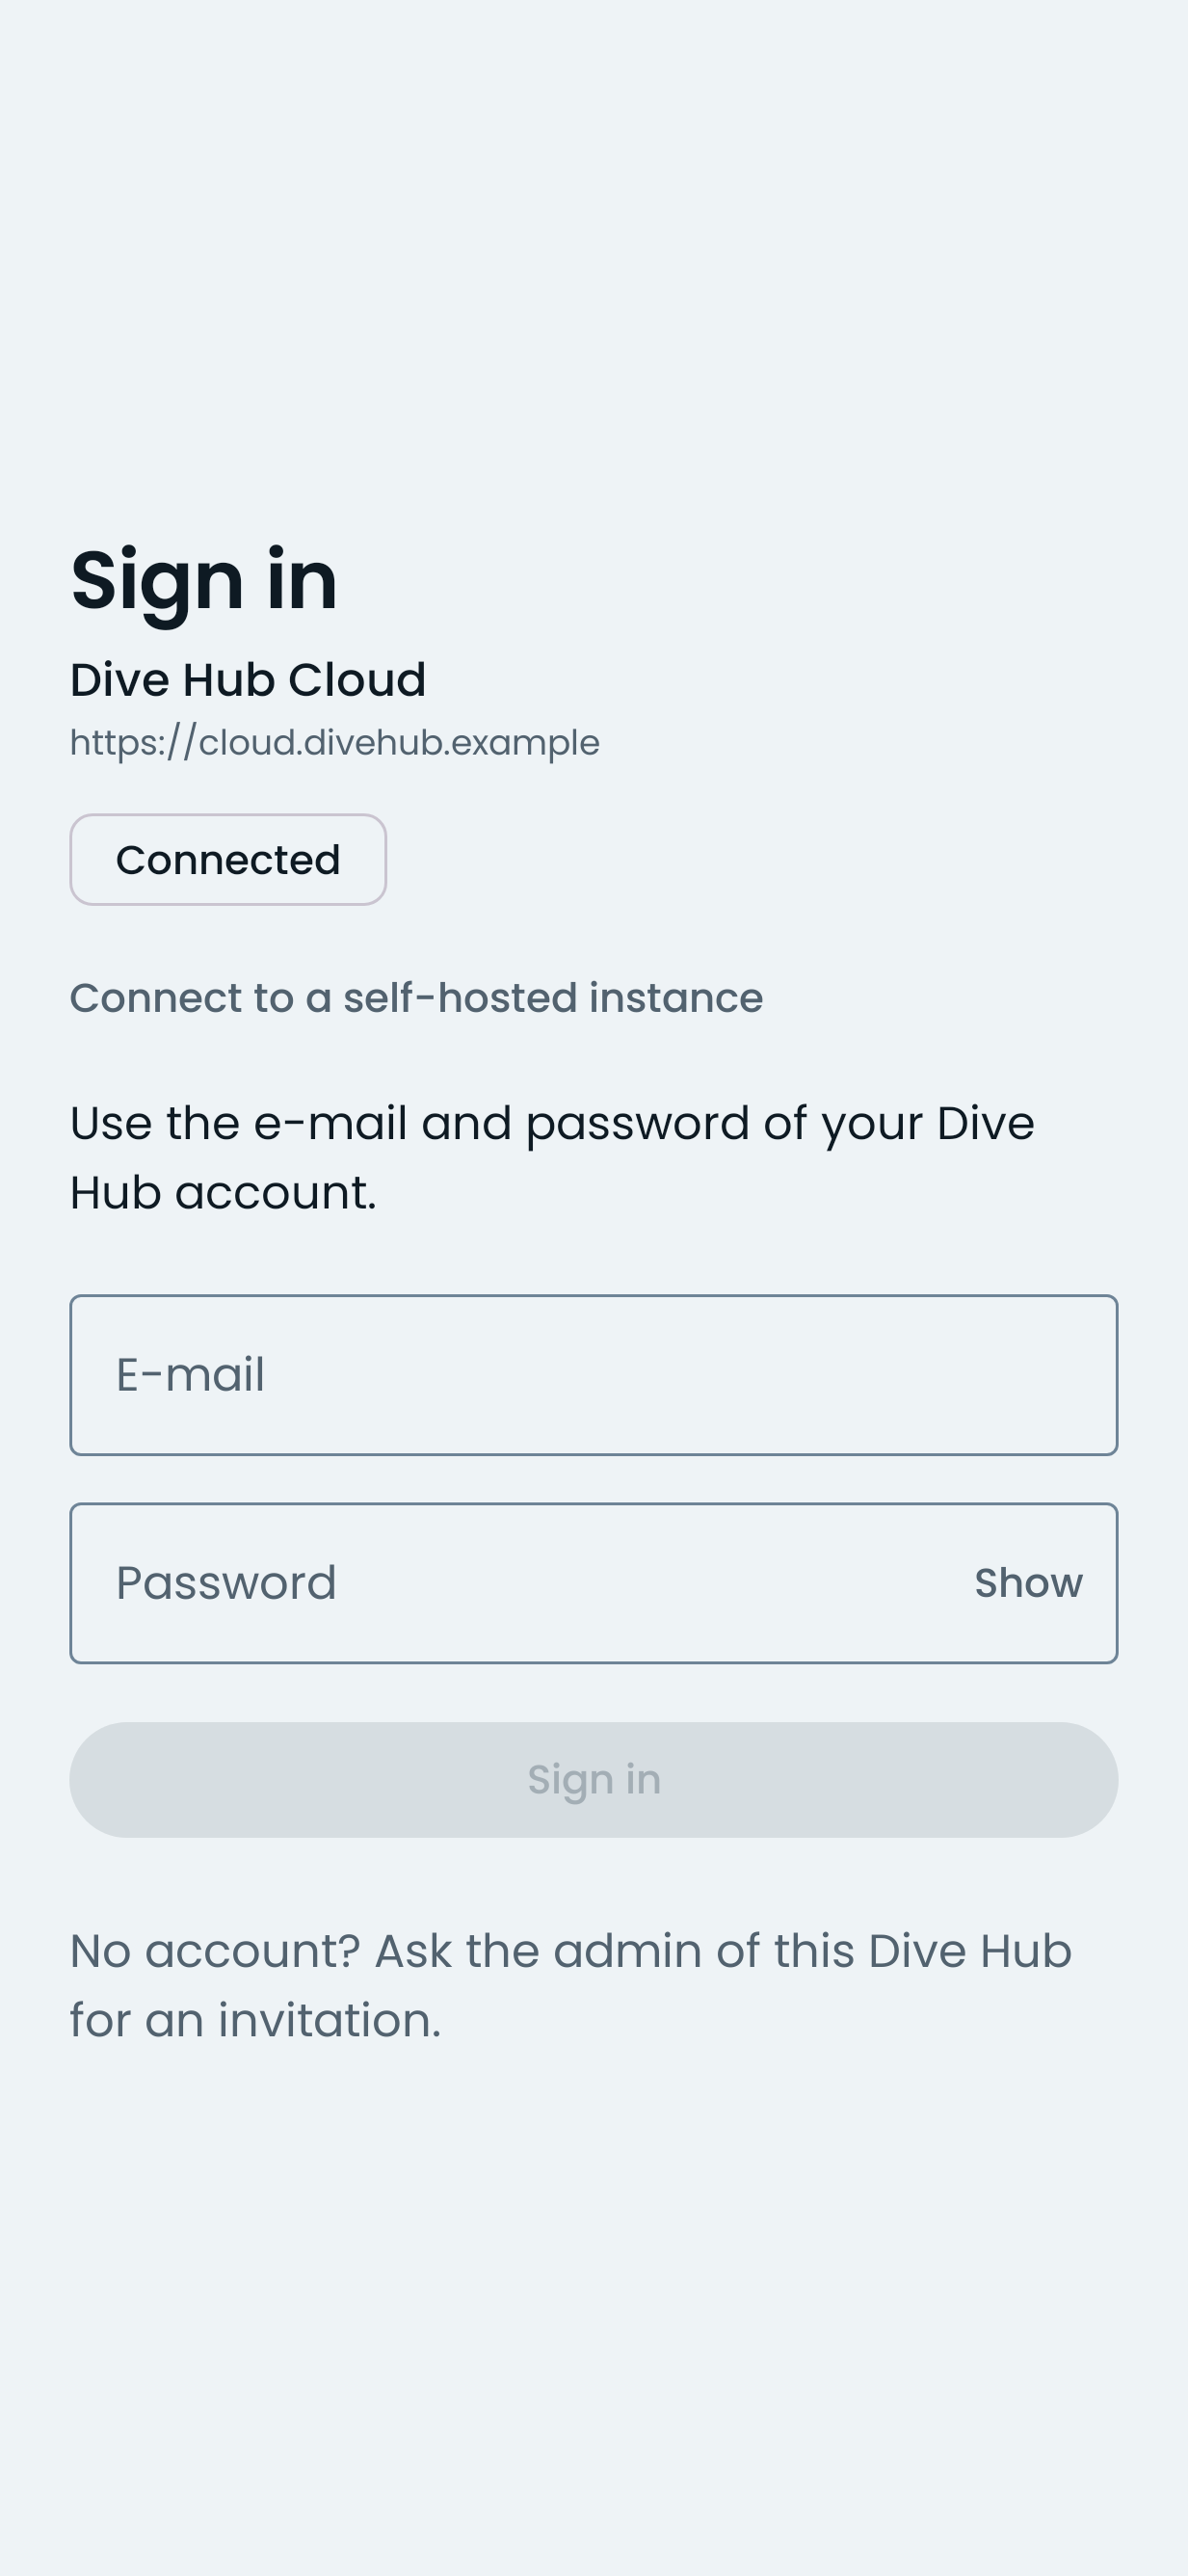 Sign in
Dive Hub Cloud
https://cloud.divehub.example
Connected
Connect to a self-hosted instance
Use the e-mail and password of your Dive
Hub account.
E-mail
Password
Show
Sign in
No account? Ask the admin of this Dive Hub
for an invitation.